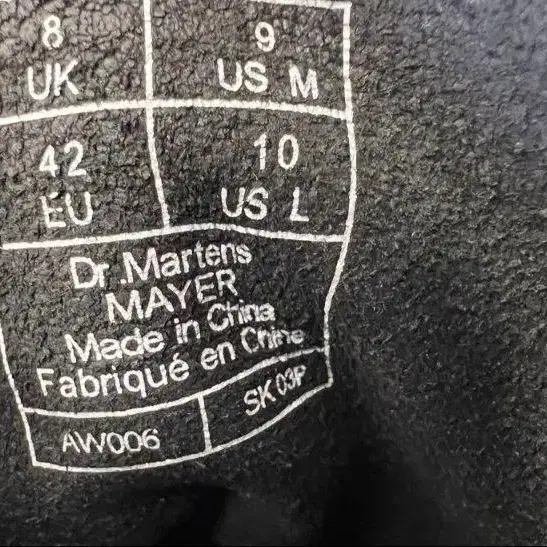 8 9
UK US M
42 10
EU US L
Dr.Martens
MAYER
Made in China
Fabriqué en Chine
AW006 SK 03P